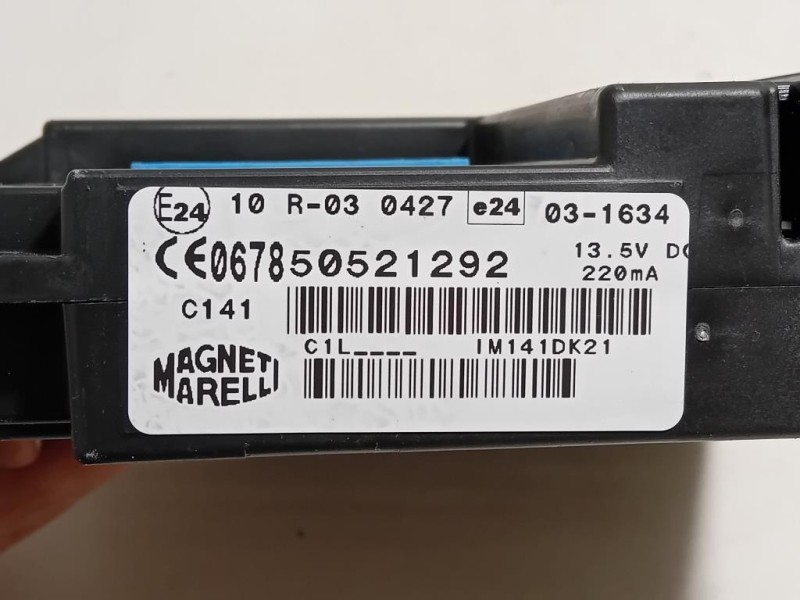 E24 10 R-03 0427 e24 03-1634
CE0678 50521292 13.5V DC
220mA
C141
C1L____ IM141DK21
MAGNETI
MARELLI